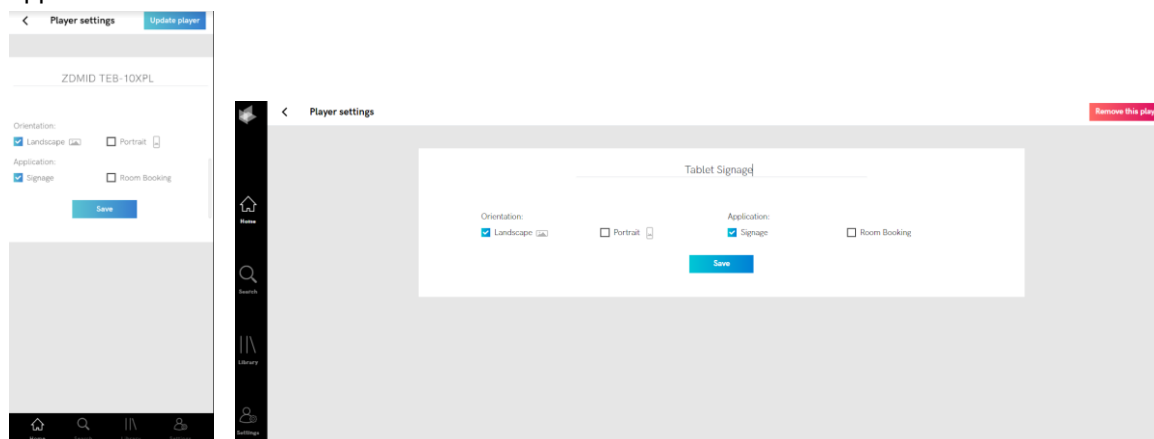 Player settings
Update player
ZDMID TEB-10XPL
Orientation:
Landscape
Portrait
Application:
Signage
Room Booking
Save
Home
Player settings
Remove this play
Tablet Signage
Orientation:
Application:
Landscape
Portrait
Signage
Room Booking
Save
Home
Search
Library
Settings